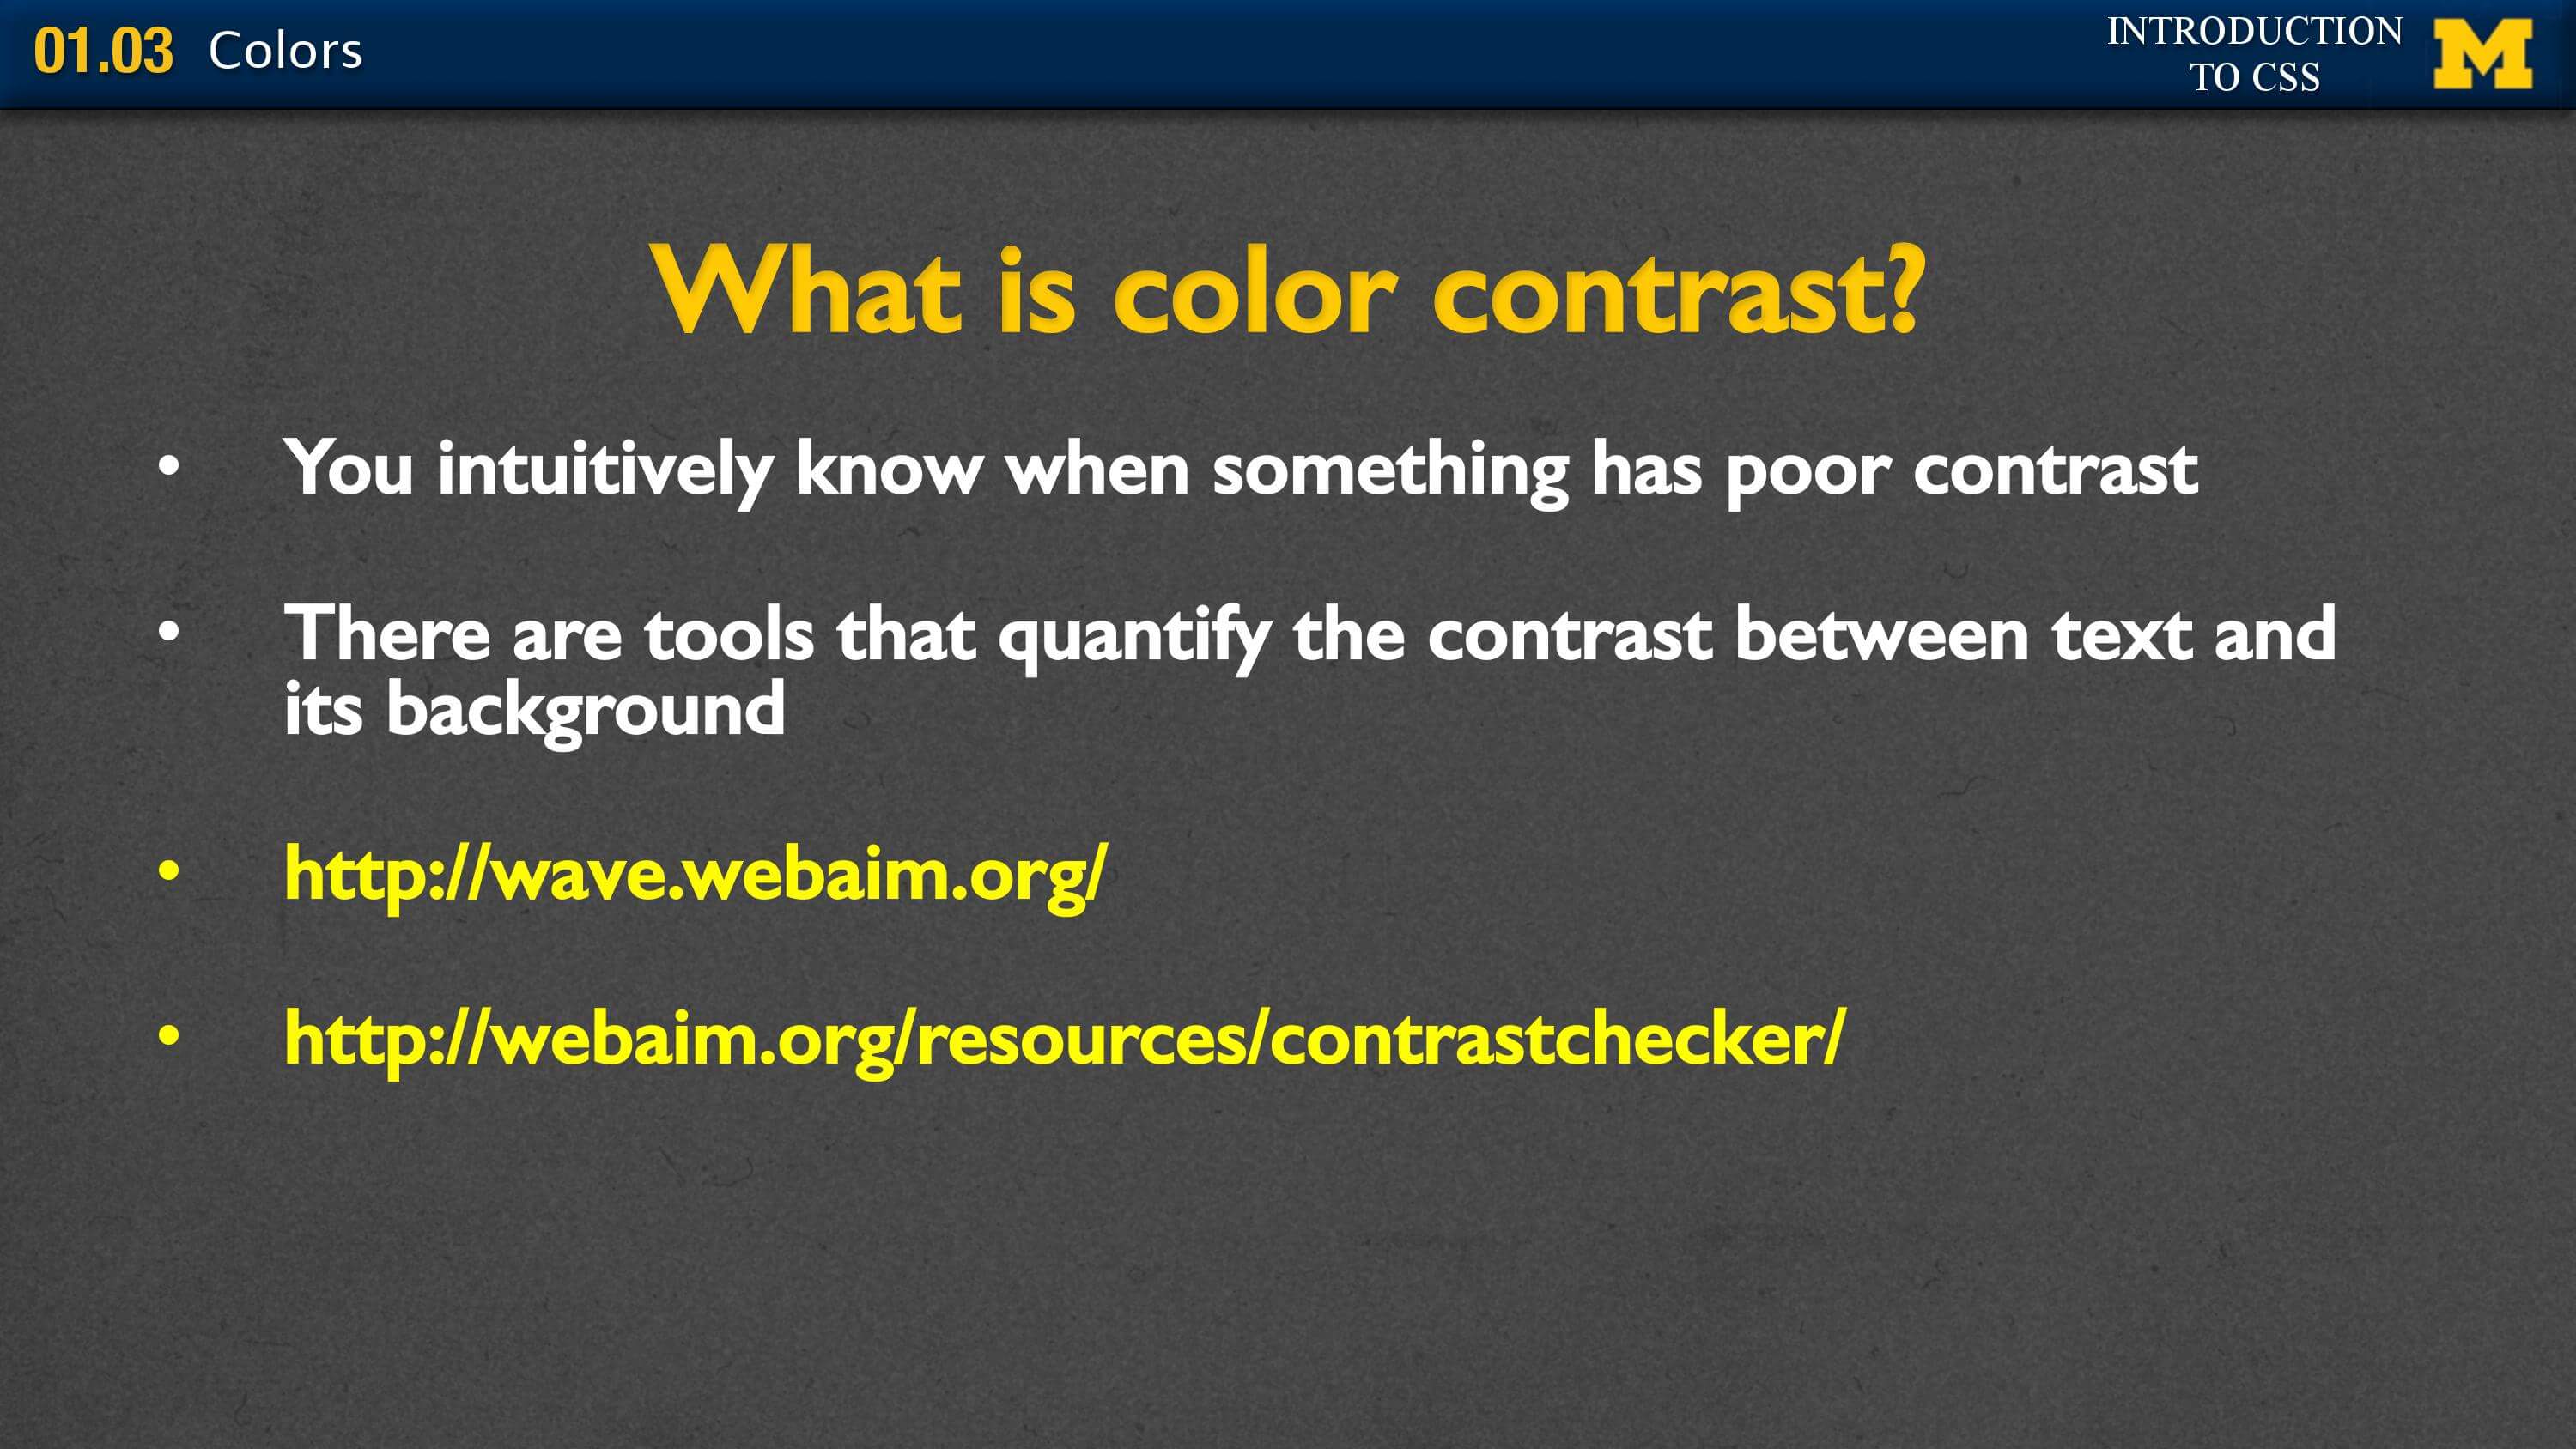 01.03 Colors
INTRODUCTION
TO CSS
M
What is color contrast?
• You intuitively know when something has poor contrast
• There are tools that quantify the contrast between text and
its background
• http://wave.webaim.org/
• http://webaim.org/resources/contrastchecker/